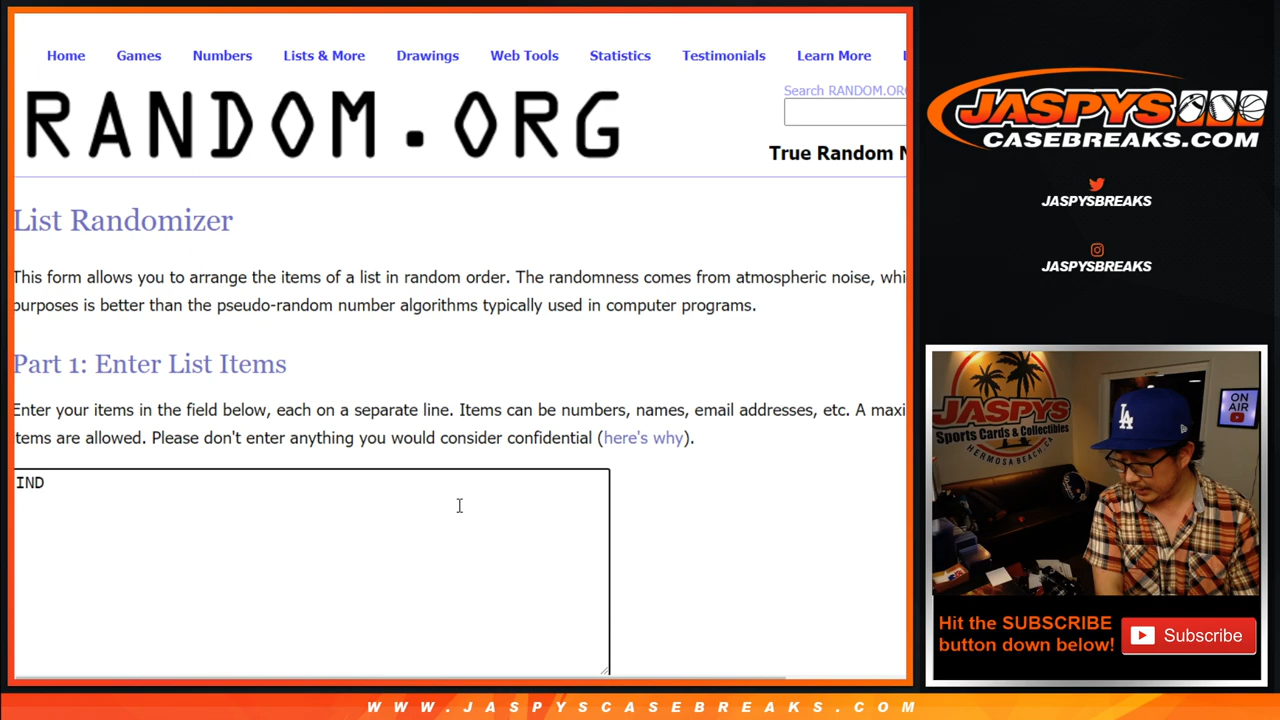 Home Games Numbers Lists & More Drawings Web Tools Statistics Testimonials Learn More
Search RANDOM.ORG
RANDOM.ORG
True Random N
List Randomizer
This form allows you to arrange the items of a list in random order. The randomness comes from atmospheric noise, whi
purposes is better than the pseudo-random number algorithms typically used in computer programs.
Part 1: Enter List Items
Enter your items in the field below, each on a separate line. Items can be numbers, names, email addresses, etc. A maxi
items are allowed. Please don't enter anything you would consider confidential (here's why).
IND
JASPYS
CASEBREAKS.COM
JASPYSBREAKS
JASPYSBREAKS
JASPYS
Sports Cards & Collectibles
HERMOSA BEACH, CA
ON
AIR
LA
Hit the SUBSCRIBE
button down below!
Subscribe
WWW.JASPYSCASEBREAKS.COM